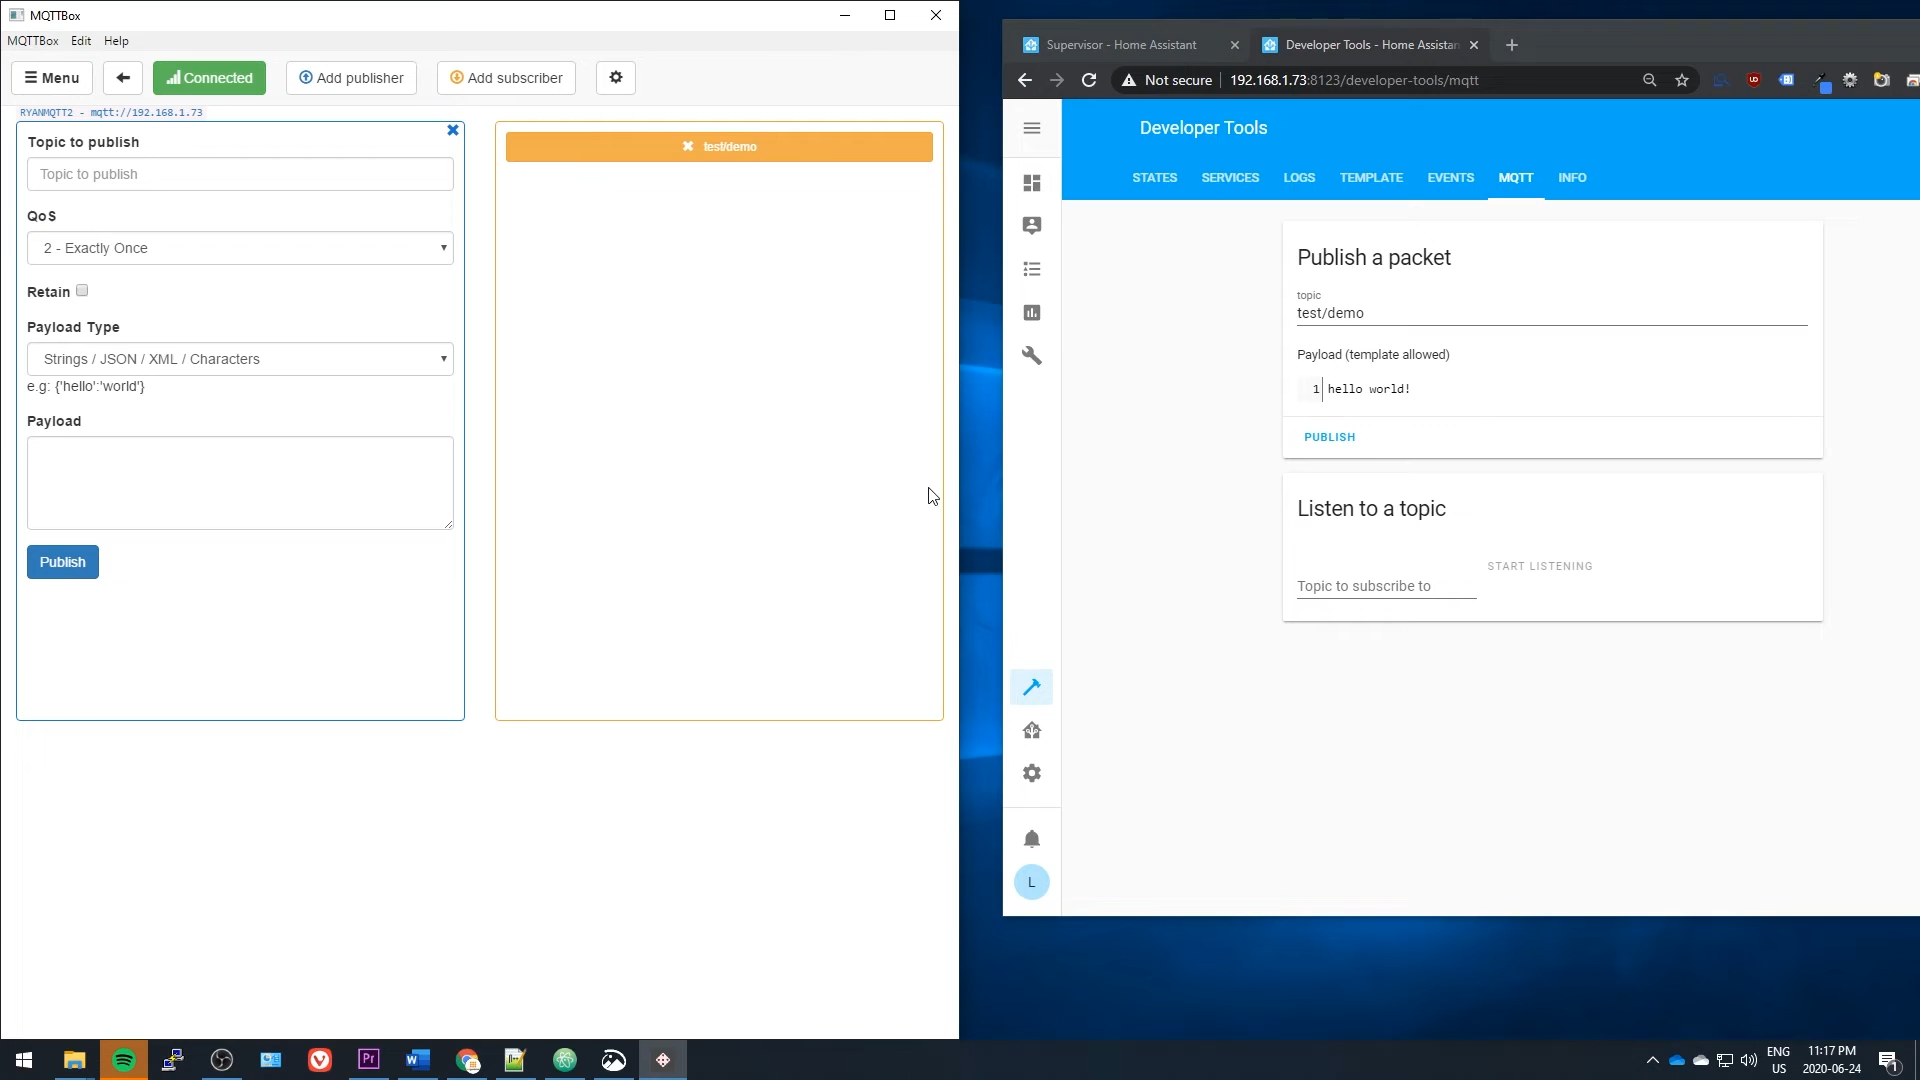 MQTTBox
MQTTBox Edit Help
Menu
Connected
Add publisher
Add subscriber
RYANMQTT2 - mqtt://192.168.1.73
Topic to publish
Topic to publish
QoS
2 - Exactly Once
Retain
Payload Type
Strings / JSON / XML / Characters
e.g: {'hello':'world'}
Payload
Publish
test/demo
Supervisor - Home Assistant
Developer Tools - Home Assistan
Not secure
192.168.1.73:8123/developer-tools/mqtt
Developer Tools
STATES SERVICES LOGS TEMPLATE EVENTS MQTT INFO
Publish a packet
topic
test/demo
Payload (template allowed)
1 hello world!
PUBLISH
Listen to a topic
START LISTENING
Topic to subscribe to
L
Pr
ENG
US
11:17 PM
2020-06-24
1